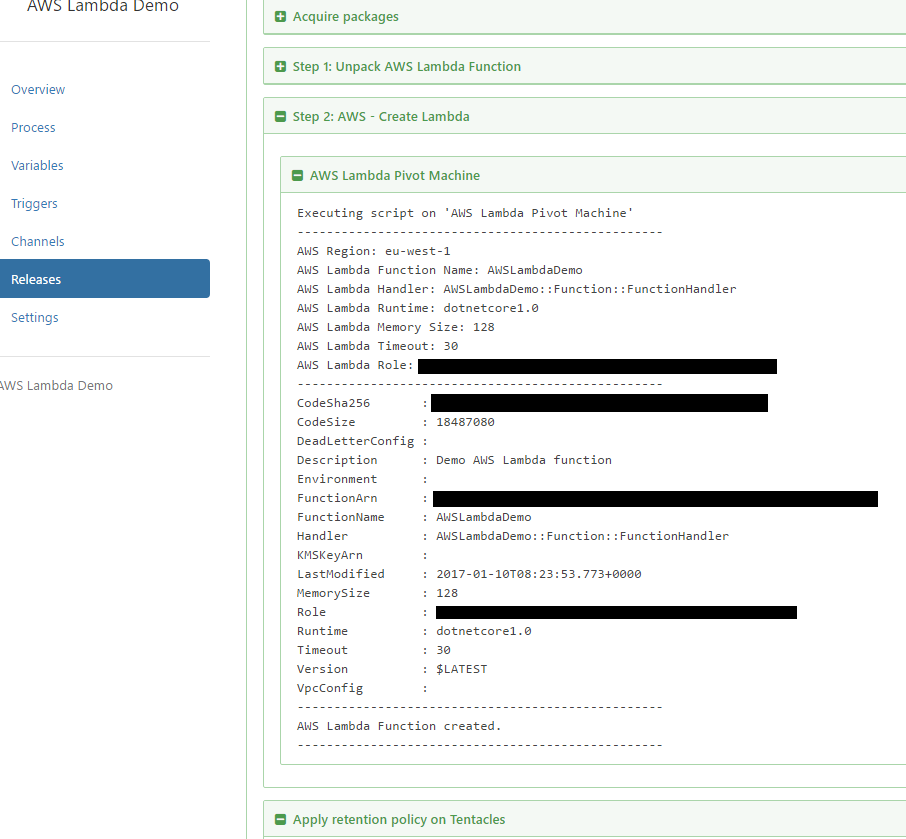 AWS Lambda Demo
Overview
Process
Variables
Triggers
Channels
Releases
Settings
AWS Lambda Demo
Acquire packages
Step 1: Unpack AWS Lambda Function
Step 2: AWS - Create Lambda
AWS Lambda Pivot Machine
Executing script on 'AWS Lambda Pivot Machine'
--------------------------------------------------
AWS Region: eu-west-1
AWS Lambda Function Name: AWSLambdaDemo
AWS Lambda Handler: AWSLambdaDemo::Function::FunctionHandler
AWS Lambda Runtime: dotnetcore1.0
AWS Lambda Memory Size: 128
AWS Lambda Timeout: 30
AWS Lambda Role:
--------------------------------------------------
CodeSha256       :
CodeSize         : 18487080
DeadLetterConfig :
Description      : Demo AWS Lambda function
Environment      :
FunctionArn      :
FunctionName     : AWSLambdaDemo
Handler          : AWSLambdaDemo::Function::FunctionHandler
KMSKeyArn        :
LastModified     : 2017-01-10T08:23:53.773+0000
MemorySize       : 128
Role             :
Runtime          : dotnetcore1.0
Timeout          : 30
Version          : $LATEST
VpcConfig        :
--------------------------------------------------
AWS Lambda Function created.
--------------------------------------------------
Apply retention policy on Tentacles